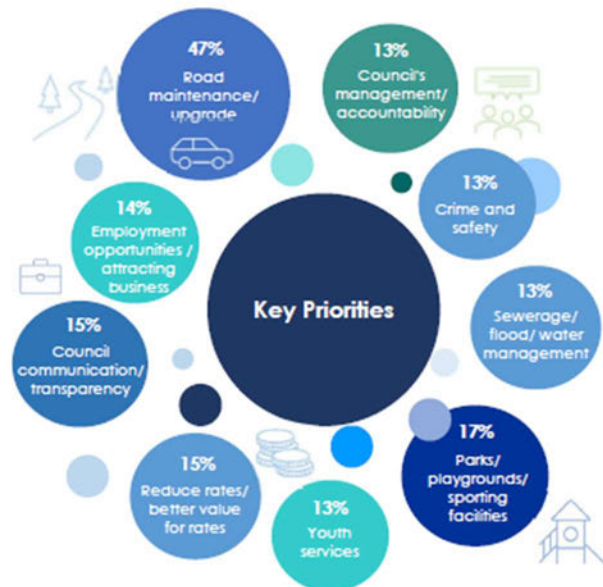 47%
Road
maintenance/
upgrade
13%
Council's
management/
accountability
13%
Crime and
safety
14%
Employment
opportunities /
attracting
business
Key Priorities
13%
Sewerage/
flood/ water
management
15%
Council
communication/
transparency
17%
Parks/
playgrounds/
sporting
facilities
15%
Reduce rates/
better value
for rates
13%
Youth
services